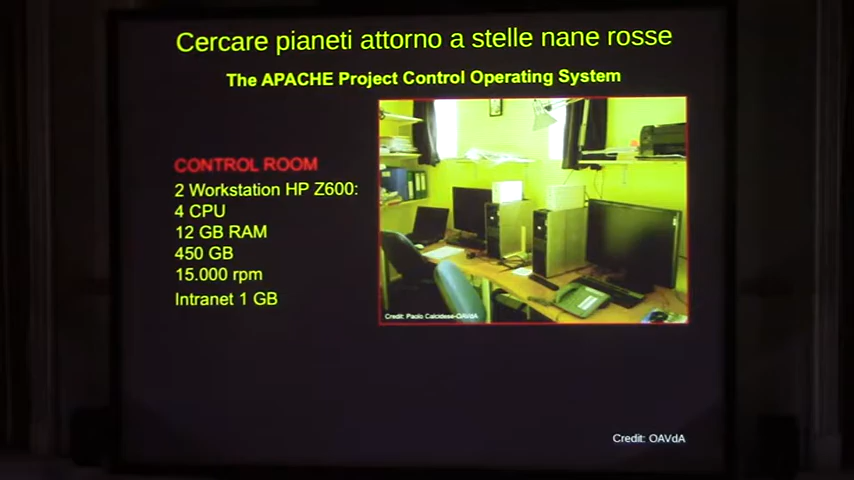 Cercare pianeti attorno a stelle nane rosse
The APACHE Project Control Operating System
CONTROL ROOM
2 Workstation HP Z600:
4 CPU
12 GB RAM
450 GB
15.000 rpm
Intranet 1 GB
Credit: Paolo Calcidese-OAVdA
Credit: OAVdA